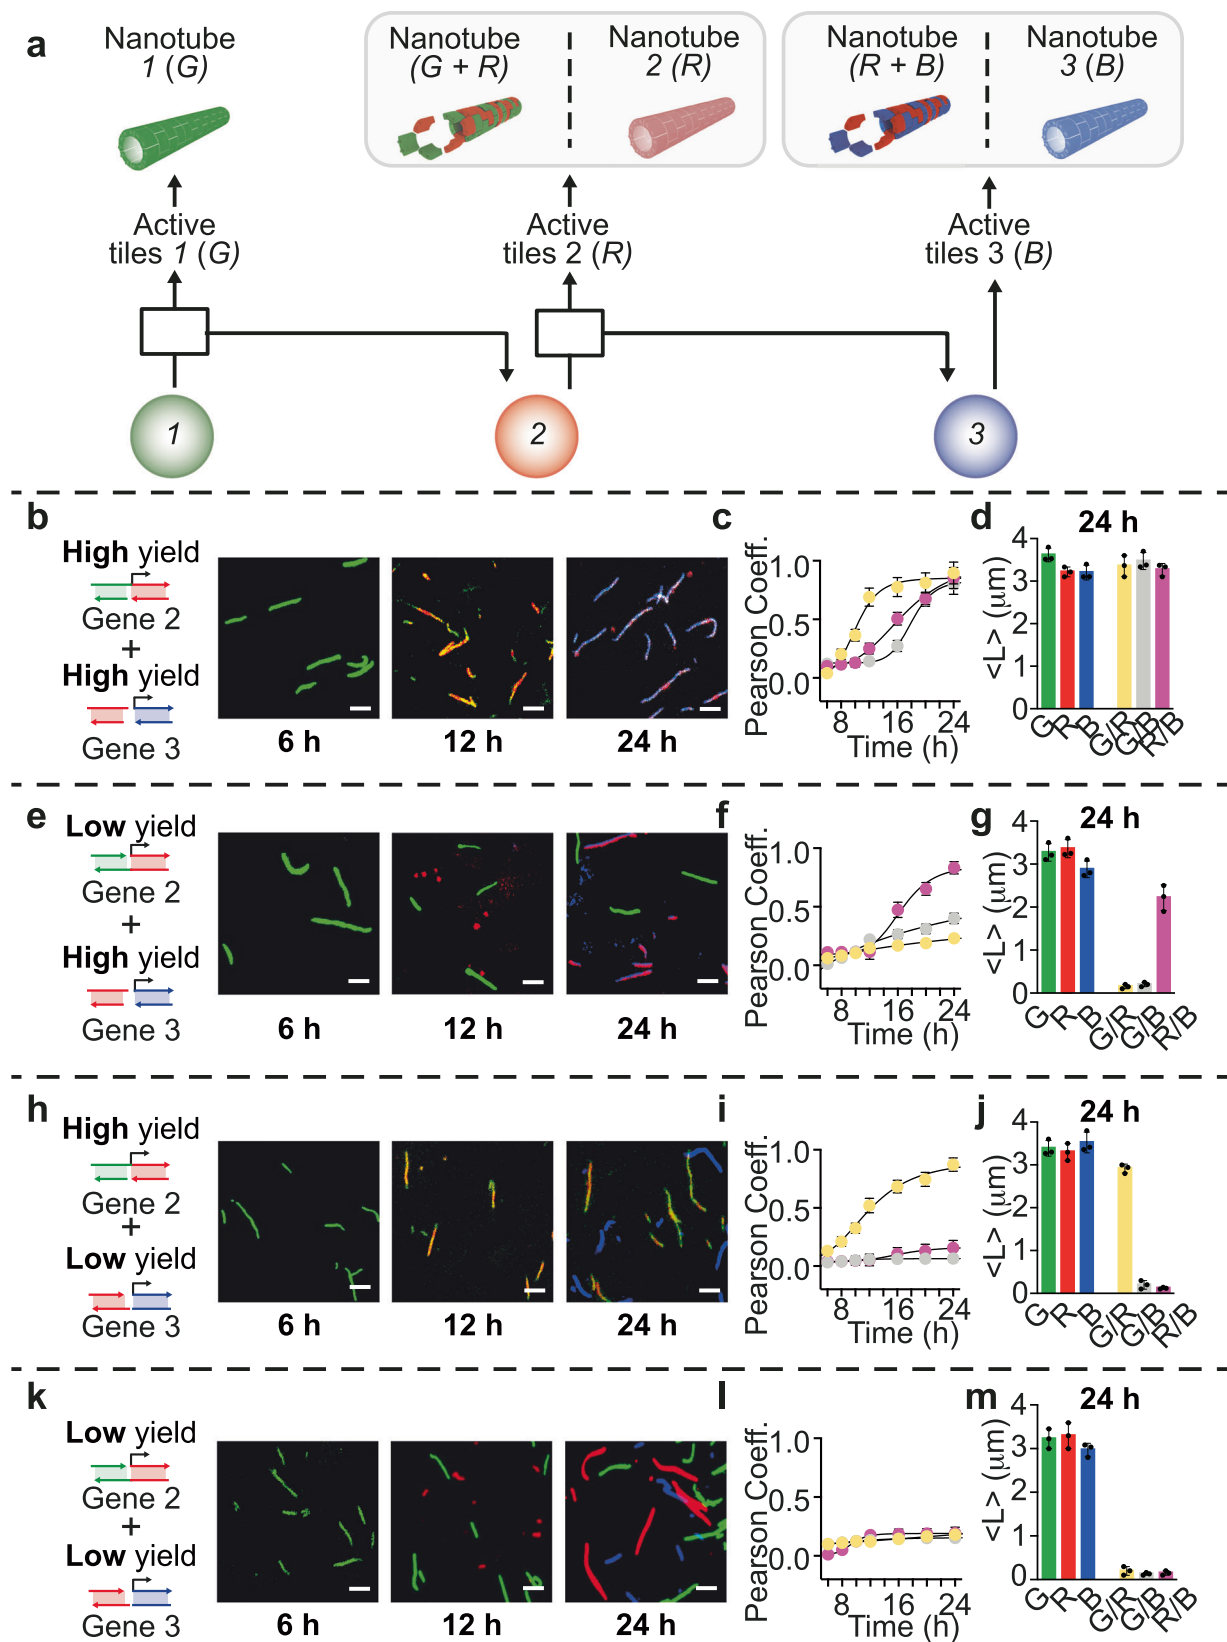 a
Nanotube
1 (G)
Nanotube
(G + R)
Nanotube
2 (R)
Nanotube
(R + B)
Nanotube
3 (B)
Active
tiles 1 (G)
Active
tiles 2 (R)
Active
tiles 3 (B)
1
2
3
b
High yield
Gene 2
+
High yield
Gene 3
6 h
12 h
24 h
c
Pearson Coeff.
1.0
0.5
0.0
8 16 24
Time (h)
d
24 h
<L> (μm)
4
3
2
1
0
G R B G/R G/B R/B
e
Low yield
Gene 2
+
High yield
Gene 3
6 h
12 h
24 h
f
Pearson Coeff.
1.0
0.5
0.0
8 16 24
Time (h)
g
24 h
<L> (μm)
4
3
2
1
0
G R B G/R G/B R/B
h
High yield
Gene 2
+
Low yield
Gene 3
6 h
12 h
24 h
i
Pearson Coeff.
1.0
0.5
0.0
8 16 24
Time (h)
j
24 h
<L> (μm)
4
3
2
1
0
G R B G/R G/B R/B
k
Low yield
Gene 2
+
Low yield
Gene 3
6 h
12 h
24 h
l
Pearson Coeff.
1.0
0.5
0.0
8 16 24
Time (h)
m
24 h
<L> (μm)
4
3
2
1
0
G R B G/R G/B R/B